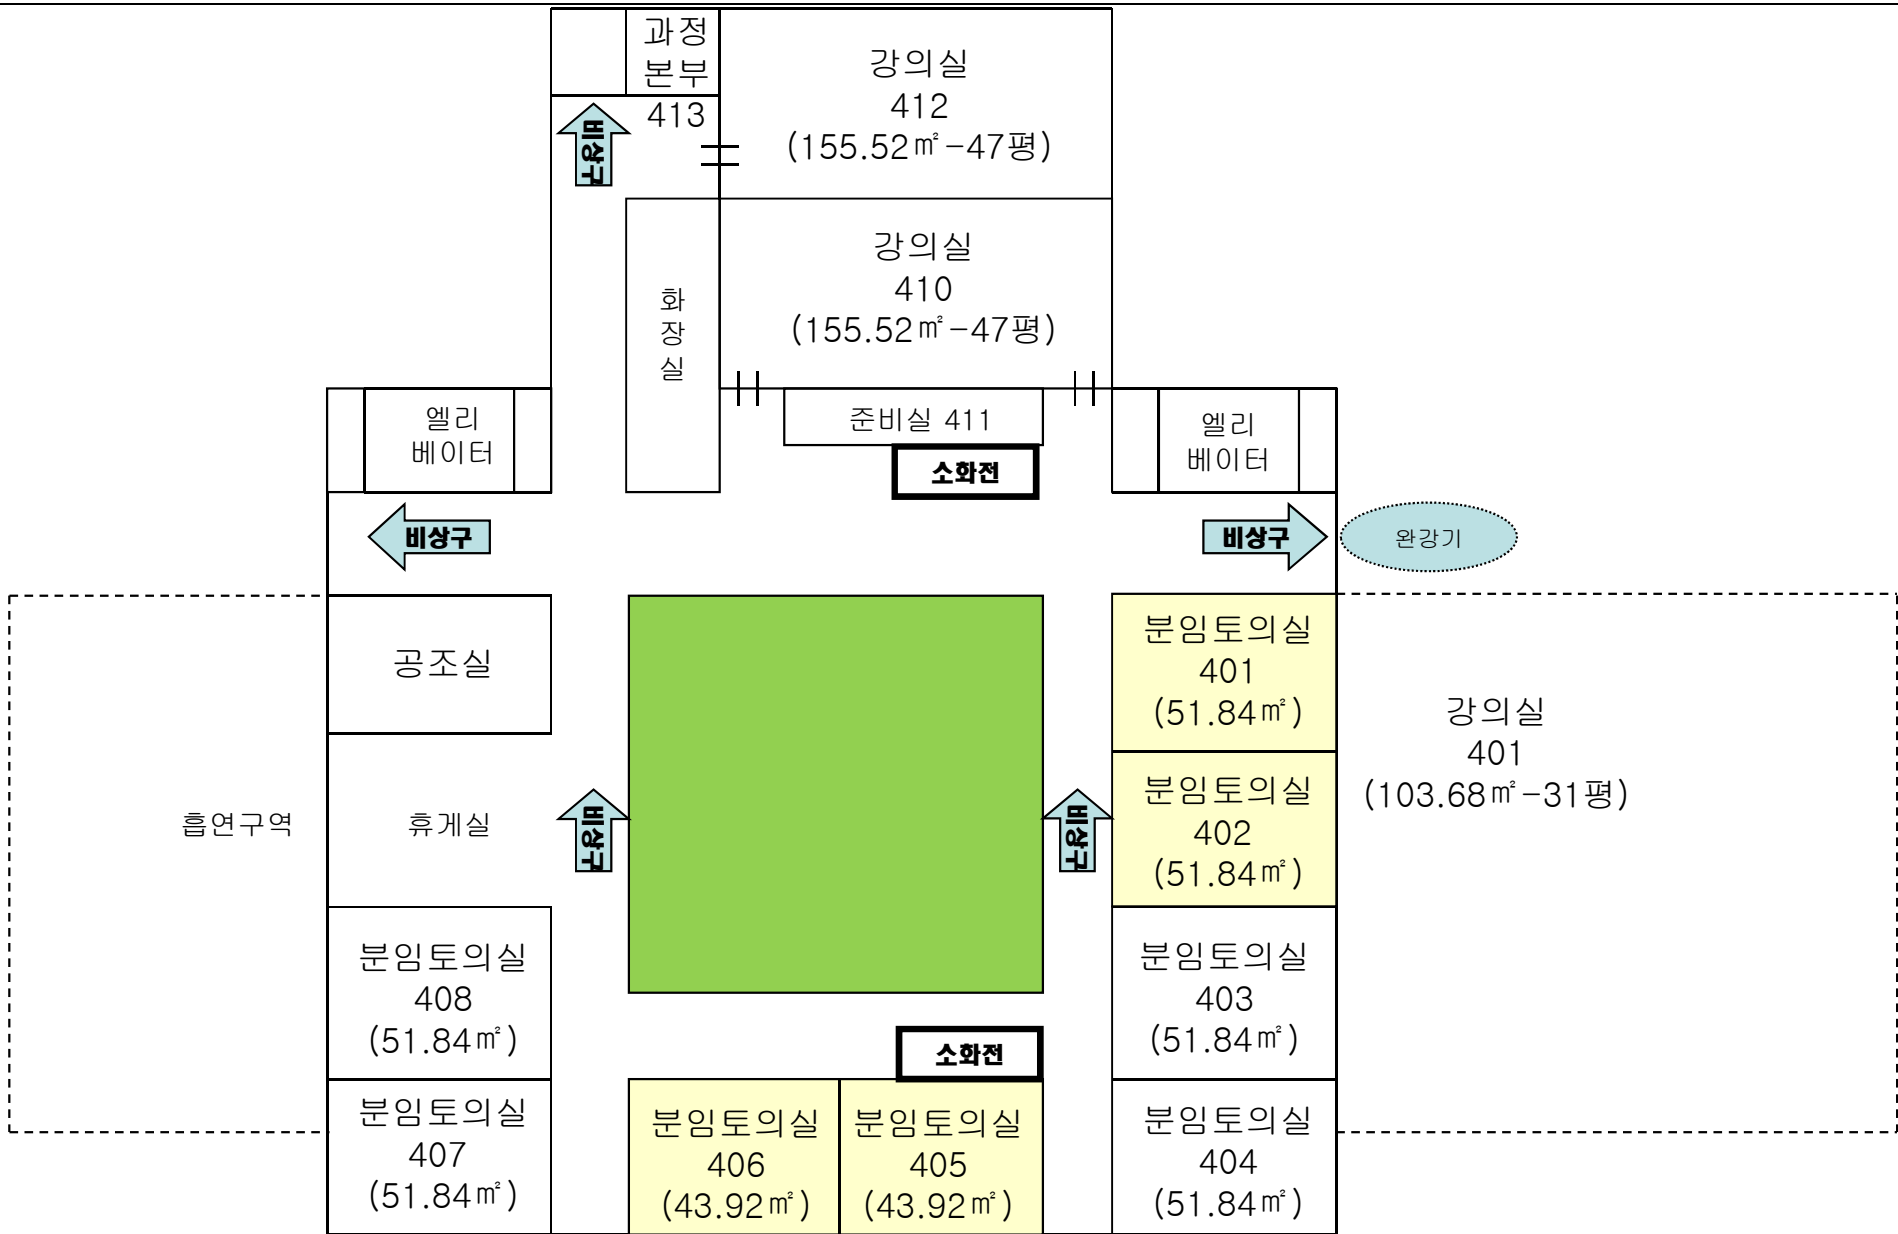 과정
본부
413
강의실
412
(155.52㎡-47평)
비상구
강의실
410
(155.52㎡-47평)
화
장
실
엘리
베이터
준비실 411
소화전
엘리
베이터
비상구
비상구
완강기
공조실
분임토의실
401
(51.84㎡)
강의실
401
(103.68㎡-31평)
흡연구역
휴게실
비상구
비상구
분임토의실
402
(51.84㎡)
분임토의실
408
(51.84㎡)
분임토의실
403
(51.84㎡)
소화전
분임토의실
407
(51.84㎡)
분임토의실
406
(43.92㎡)
분임토의실
405
(43.92㎡)
분임토의실
404
(51.84㎡)